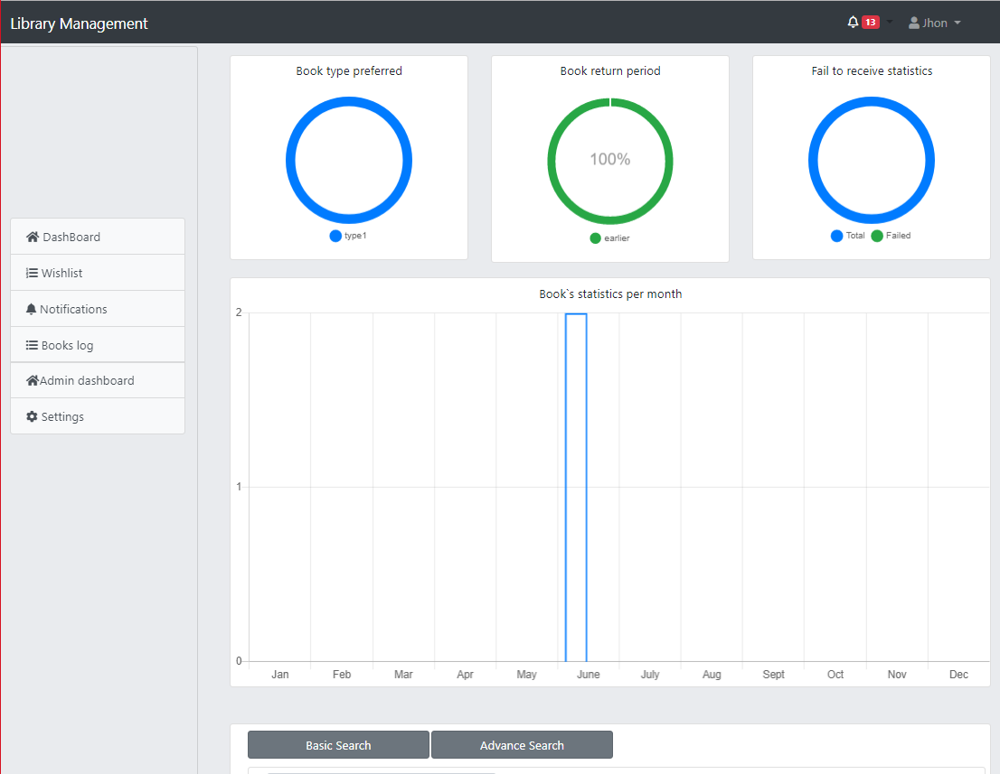 Library Management
13
Jhon
DashBoard
Wishlist
Notifications
Books log
Admin dashboard
Settings
Book type preferred
type1
Book return period
100%
earlier
Fail to receive statistics
Total Failed
Book`s statistics per month
2
1
0
Jan Feb Mar Apr May June July Aug Sept Oct Nov Dec
Basic Search Advance Search